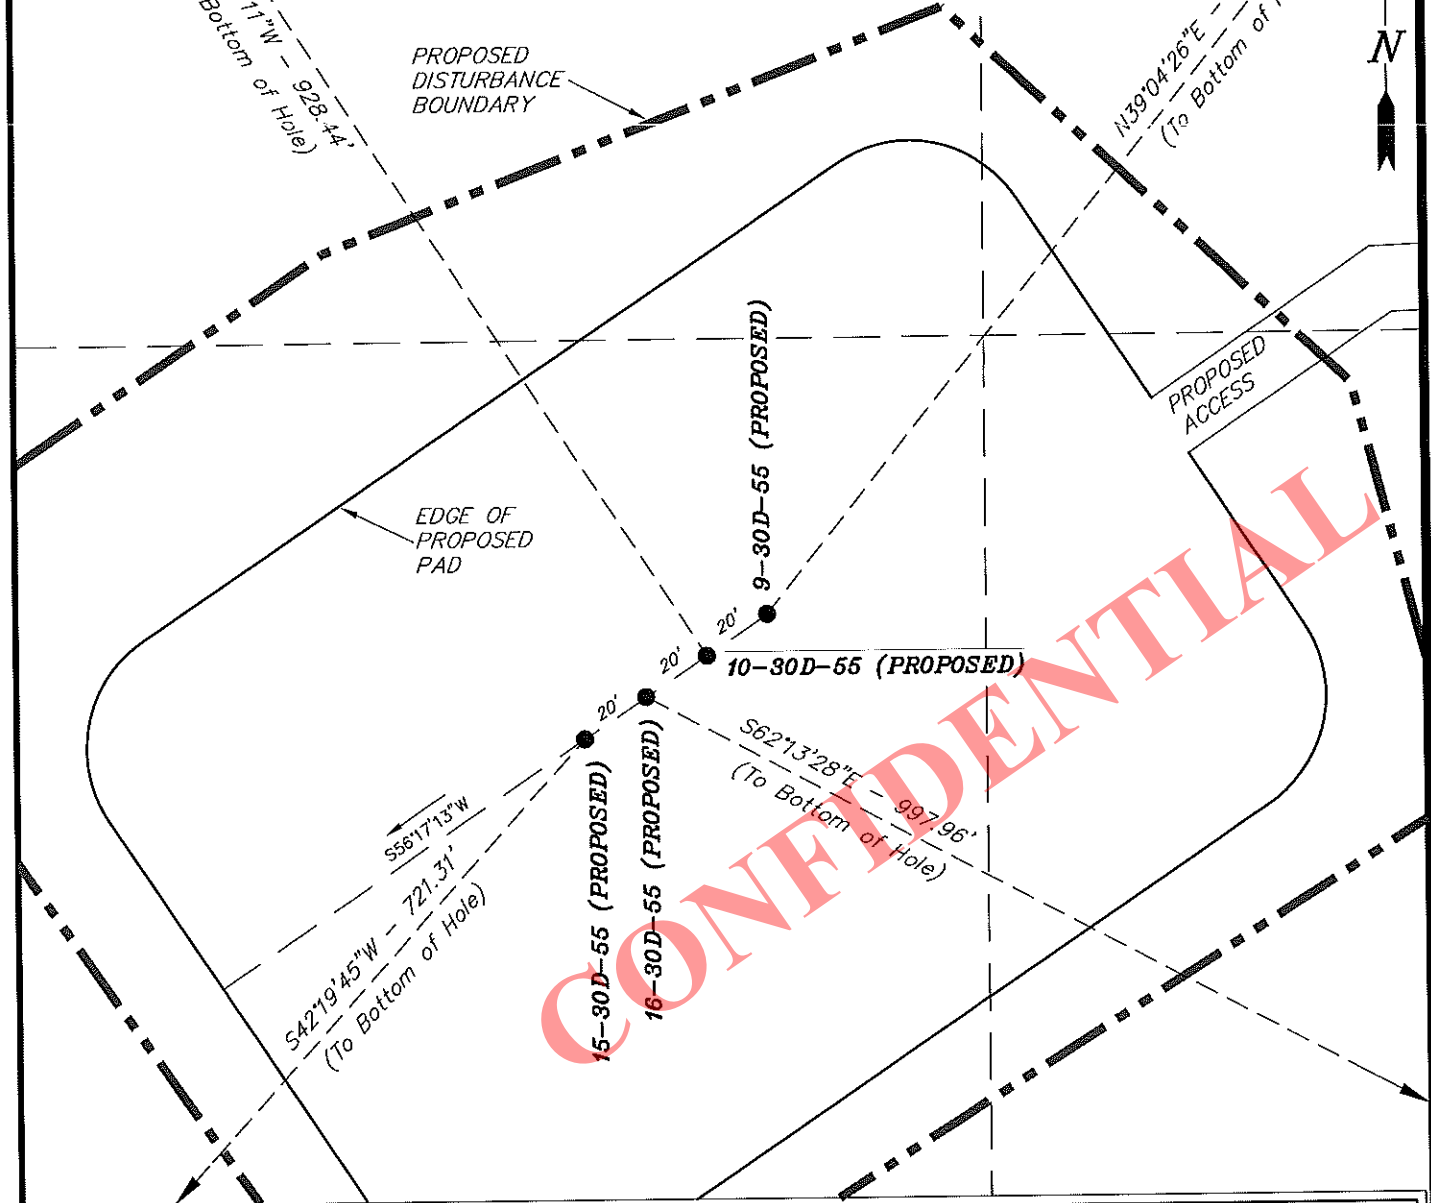 11"W - 928.44'
Bottom of Hole)
PROPOSED
DISTURBANCE
BOUNDARY
N39°04'26"E -
(To Bottom of
N
PROPOSED
ACCESS
9-30D-55 (PROPOSED)
EDGE OF
PROPOSED
PAD
20'
20'
10-30D-55 (PROPOSED)
20'
S62°13'28"E - 997.96'
(To Bottom of Hole)
15-30D-55 (PROPOSED)
16-30D-55 (PROPOSED)
S56°17'13"W
S42°19'45"W - 721.31'
(To Bottom of Hole)
CONFIDENTIAL